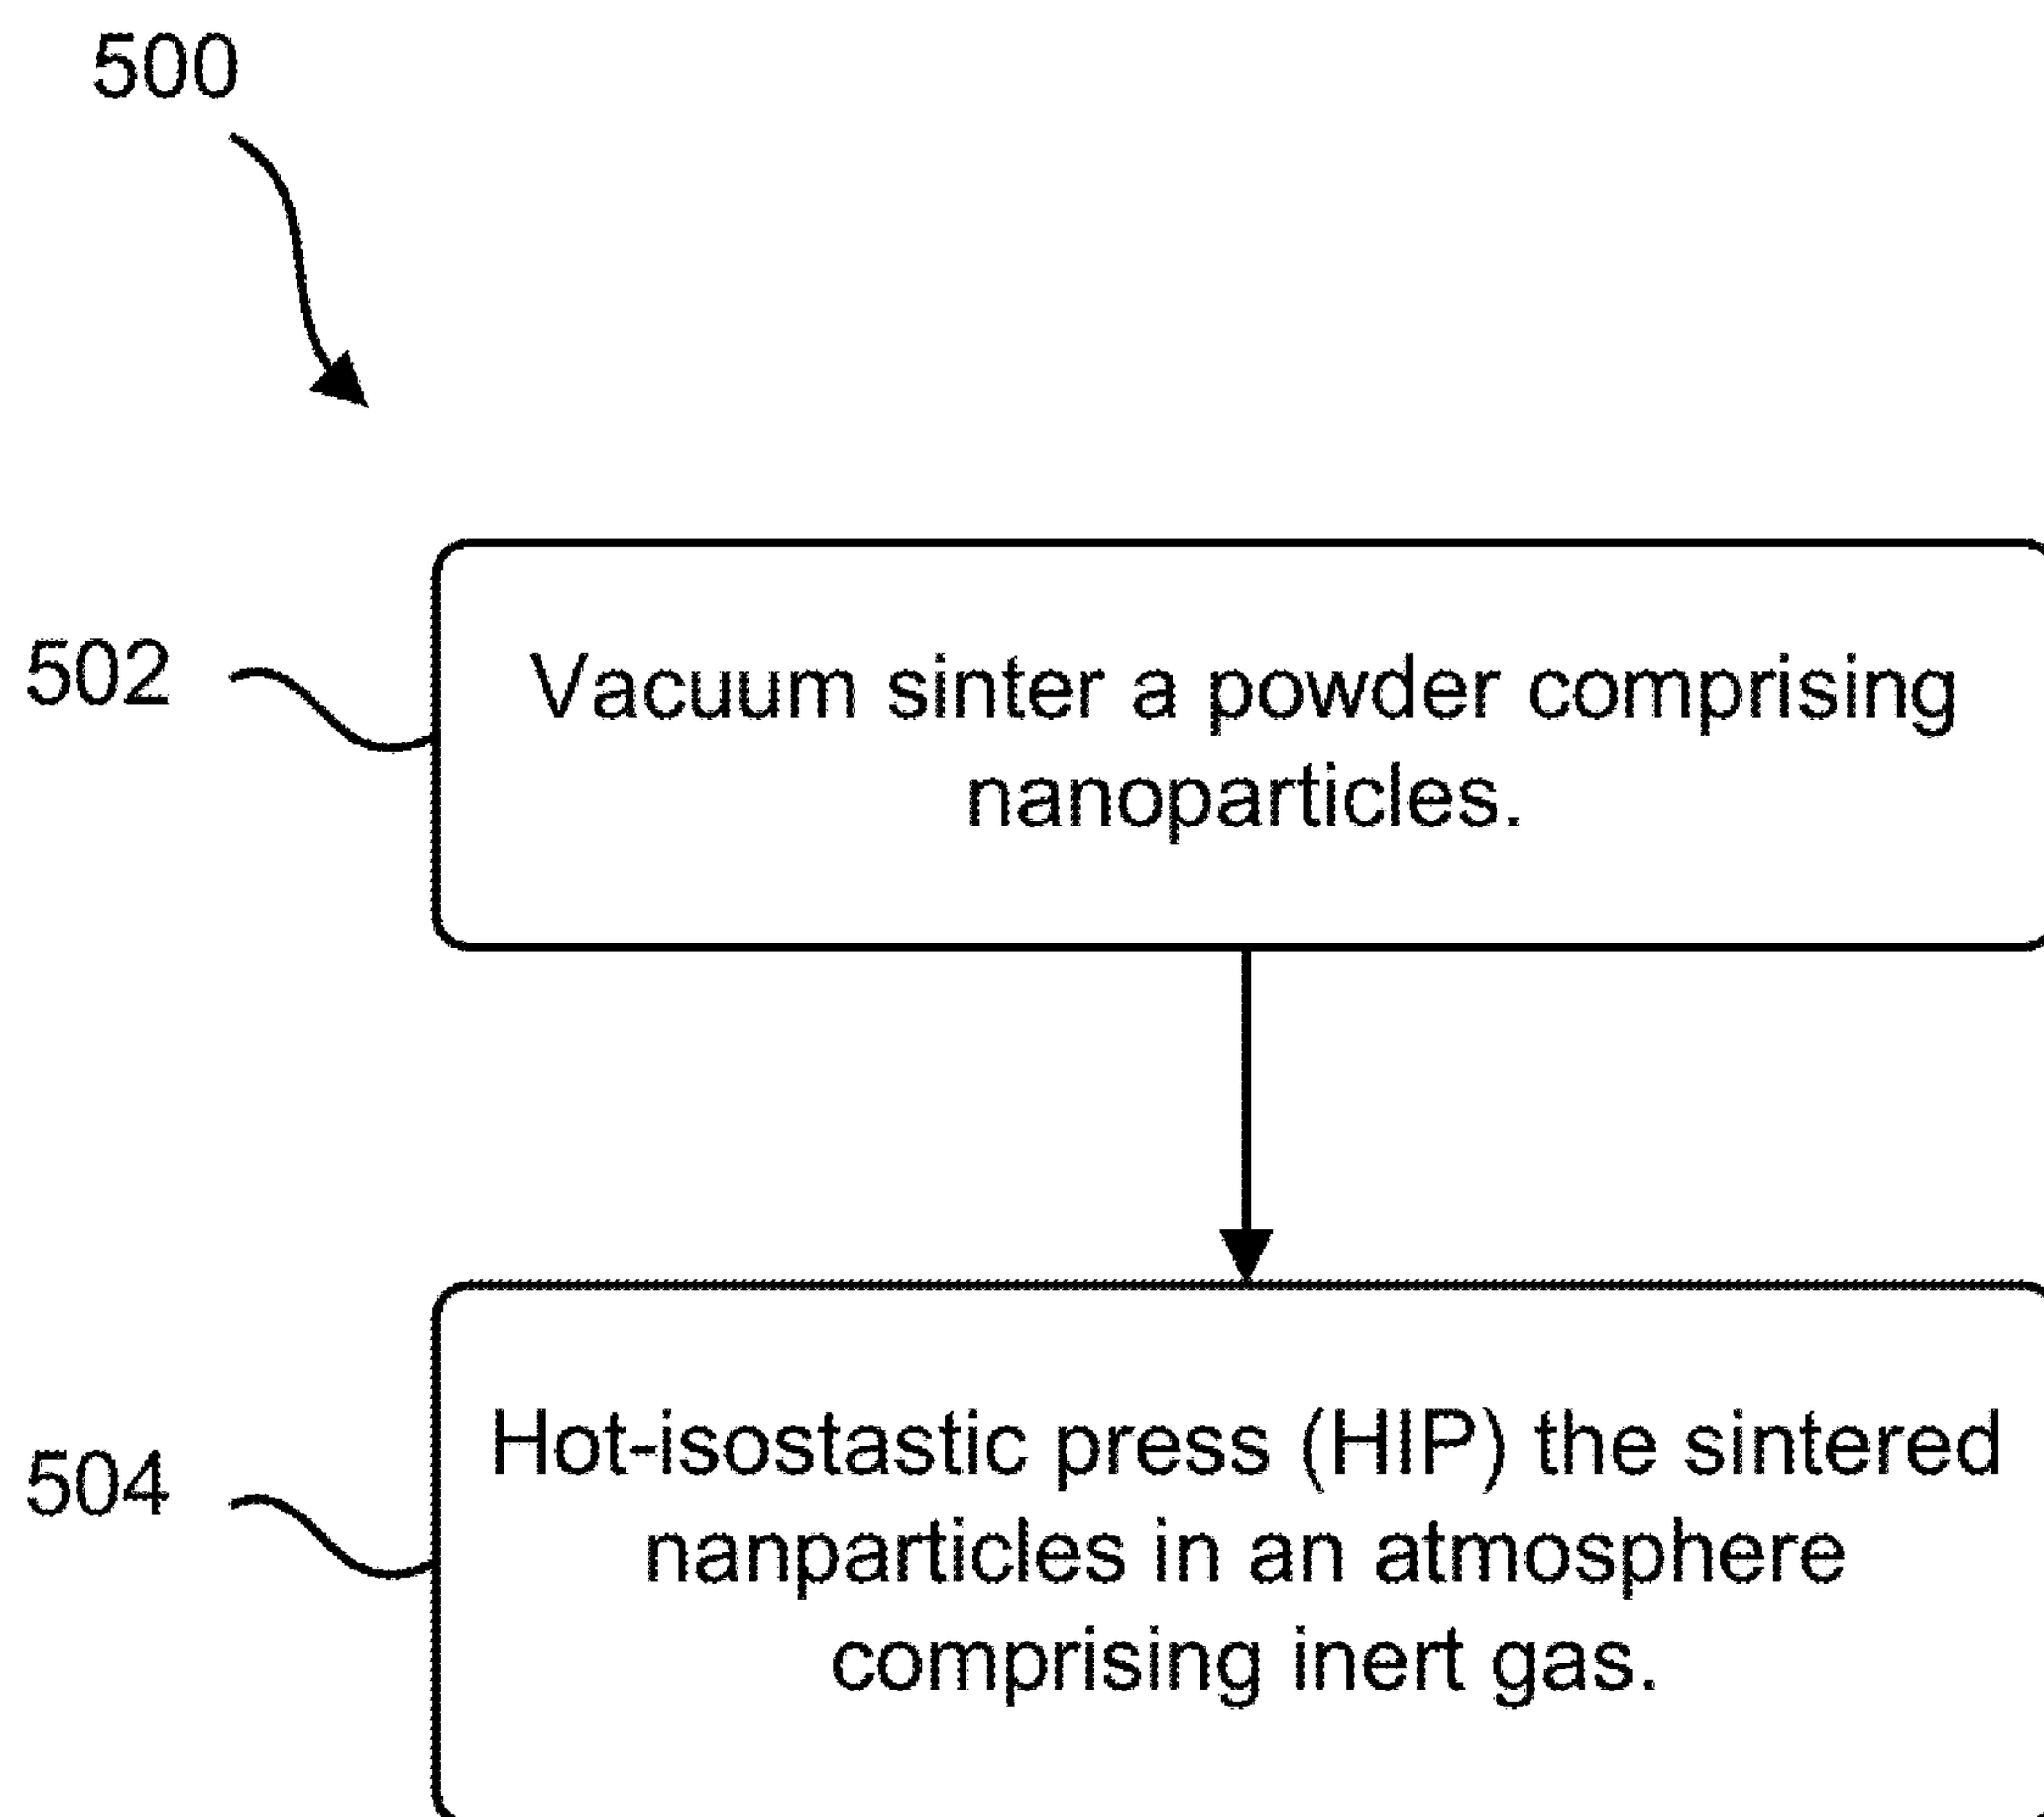 500
502
Vacuum sinter a powder comprising
nanoparticles.
504
Hot-isostastic press (HIP) the sintered
nanparticles in an atmosphere
comprising inert gas.